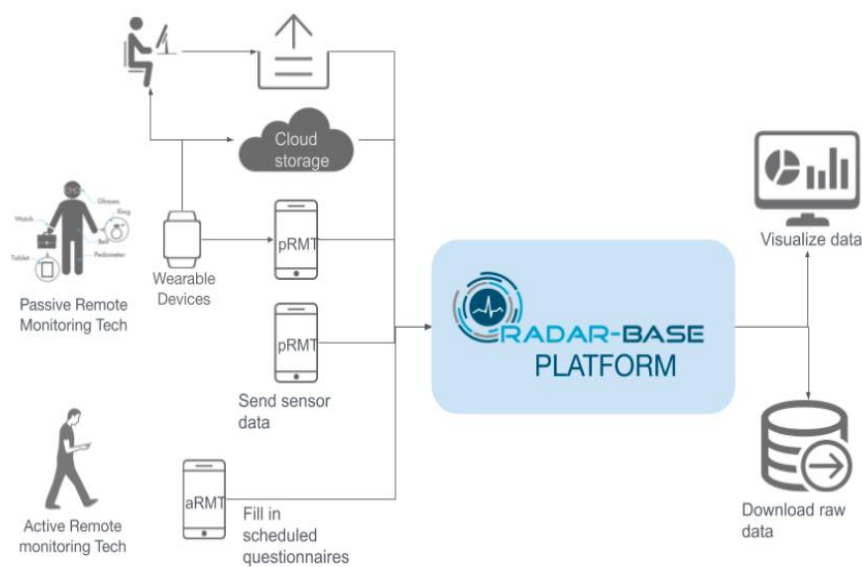 Cloud
storage
Glasses
Ring
Watch
Belt
Tablet
Pedometer
Passive Remote
Monitoring Tech
Wearable
Devices
pRMT
pRMT
Send sensor
data
Active Remote
monitoring Tech
aRMT
Fill in
scheduled
questionnaires
RADAR-BASE
PLATFORM
Visualize data
Download raw
data